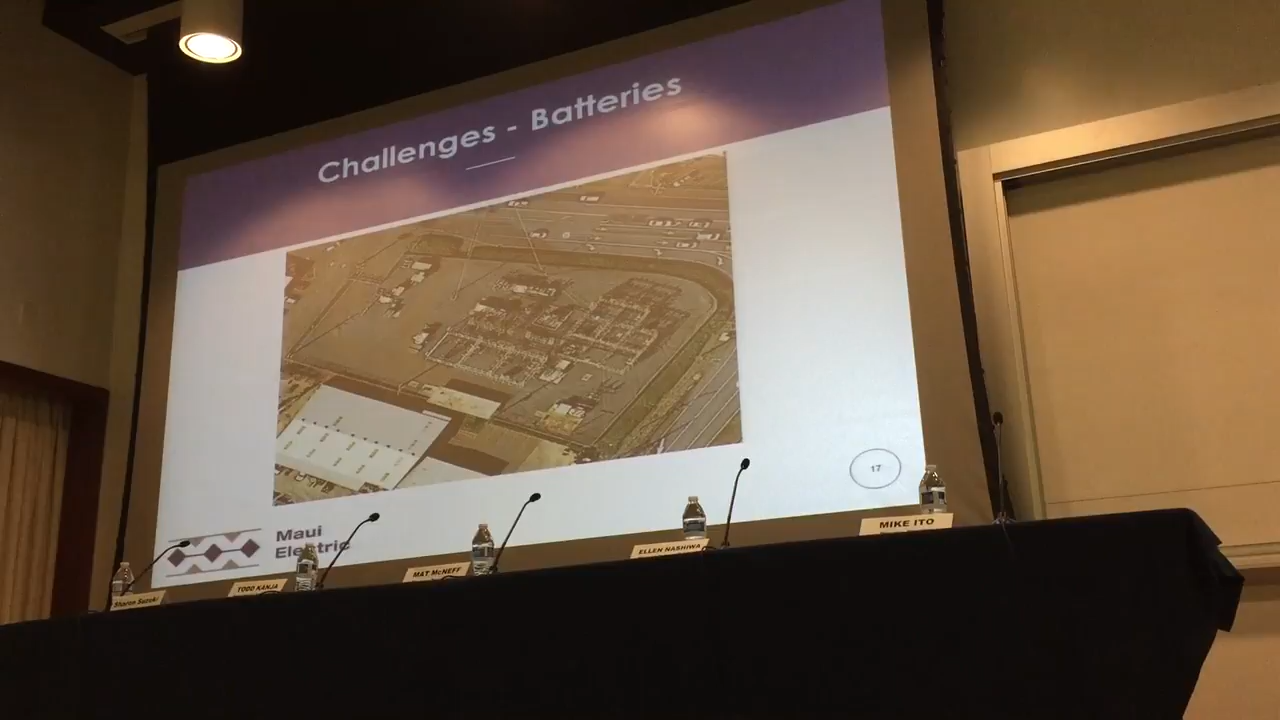 Challenges - Batteries
17
Maui
Electric
Sharon Suzuki
TODD KANJA
MAT McNEFF
ELLEN NASHIWA
MIKE ITO